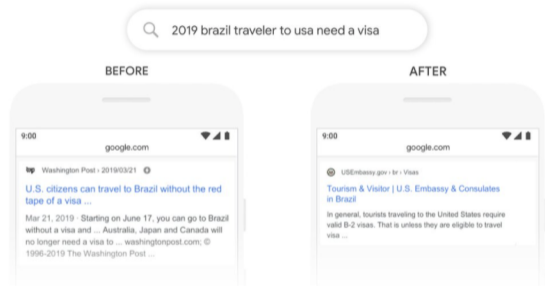 2019 brazil traveler to usa need a visa
BEFORE
9:00
google.com
wp Washington Post › 2019/03/21
U.S. citizens can travel to Brazil without the red
tape of a visa ...
Mar 21, 2019 · Starting on June 17, you can go to Brazil
without a visa and ... Australia, Japan and Canada will
no longer need a visa to ... washingtonpost.com; ©
1996-2019 The Washington Post ...
AFTER
9:00
google.com
USEmbassy.gov › br › Visas
Tourism & Visitor | U.S. Embassy & Consulates
in Brazil
In general, tourists traveling to the United States require
valid B-2 visas. That is unless they are eligible to travel
visa ...